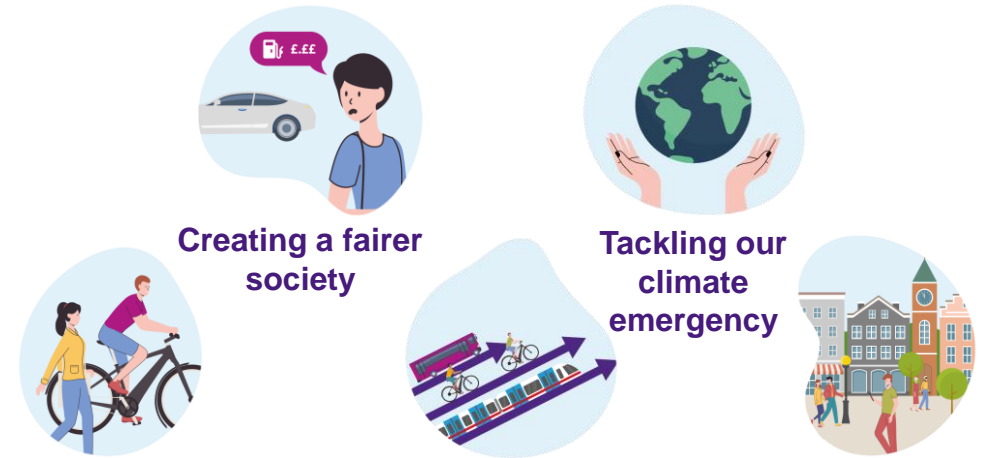 £.££
Creating a fairer
society
Tackling our
climate
emergency